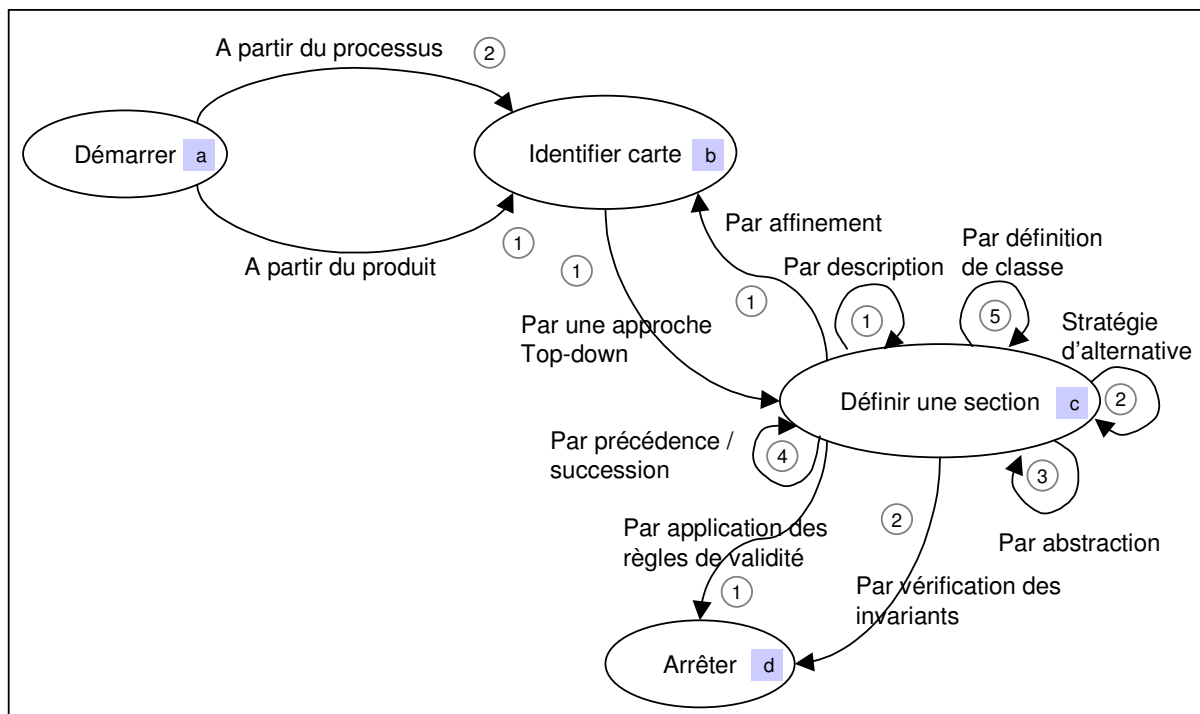 A partir du processus
2
Démarrer a
Identifier carte b
A partir du produit
1
1
Par une approche
Top-down
Par affinement
1
Par description
1
Par définition
de classe
5
Stratégie
d'alternative
2
Définir une section c
Par précédence /
succession
4
3
Par abstraction
Par application des
règles de validité
1
2
Par vérification des
invariants
Arrêter d